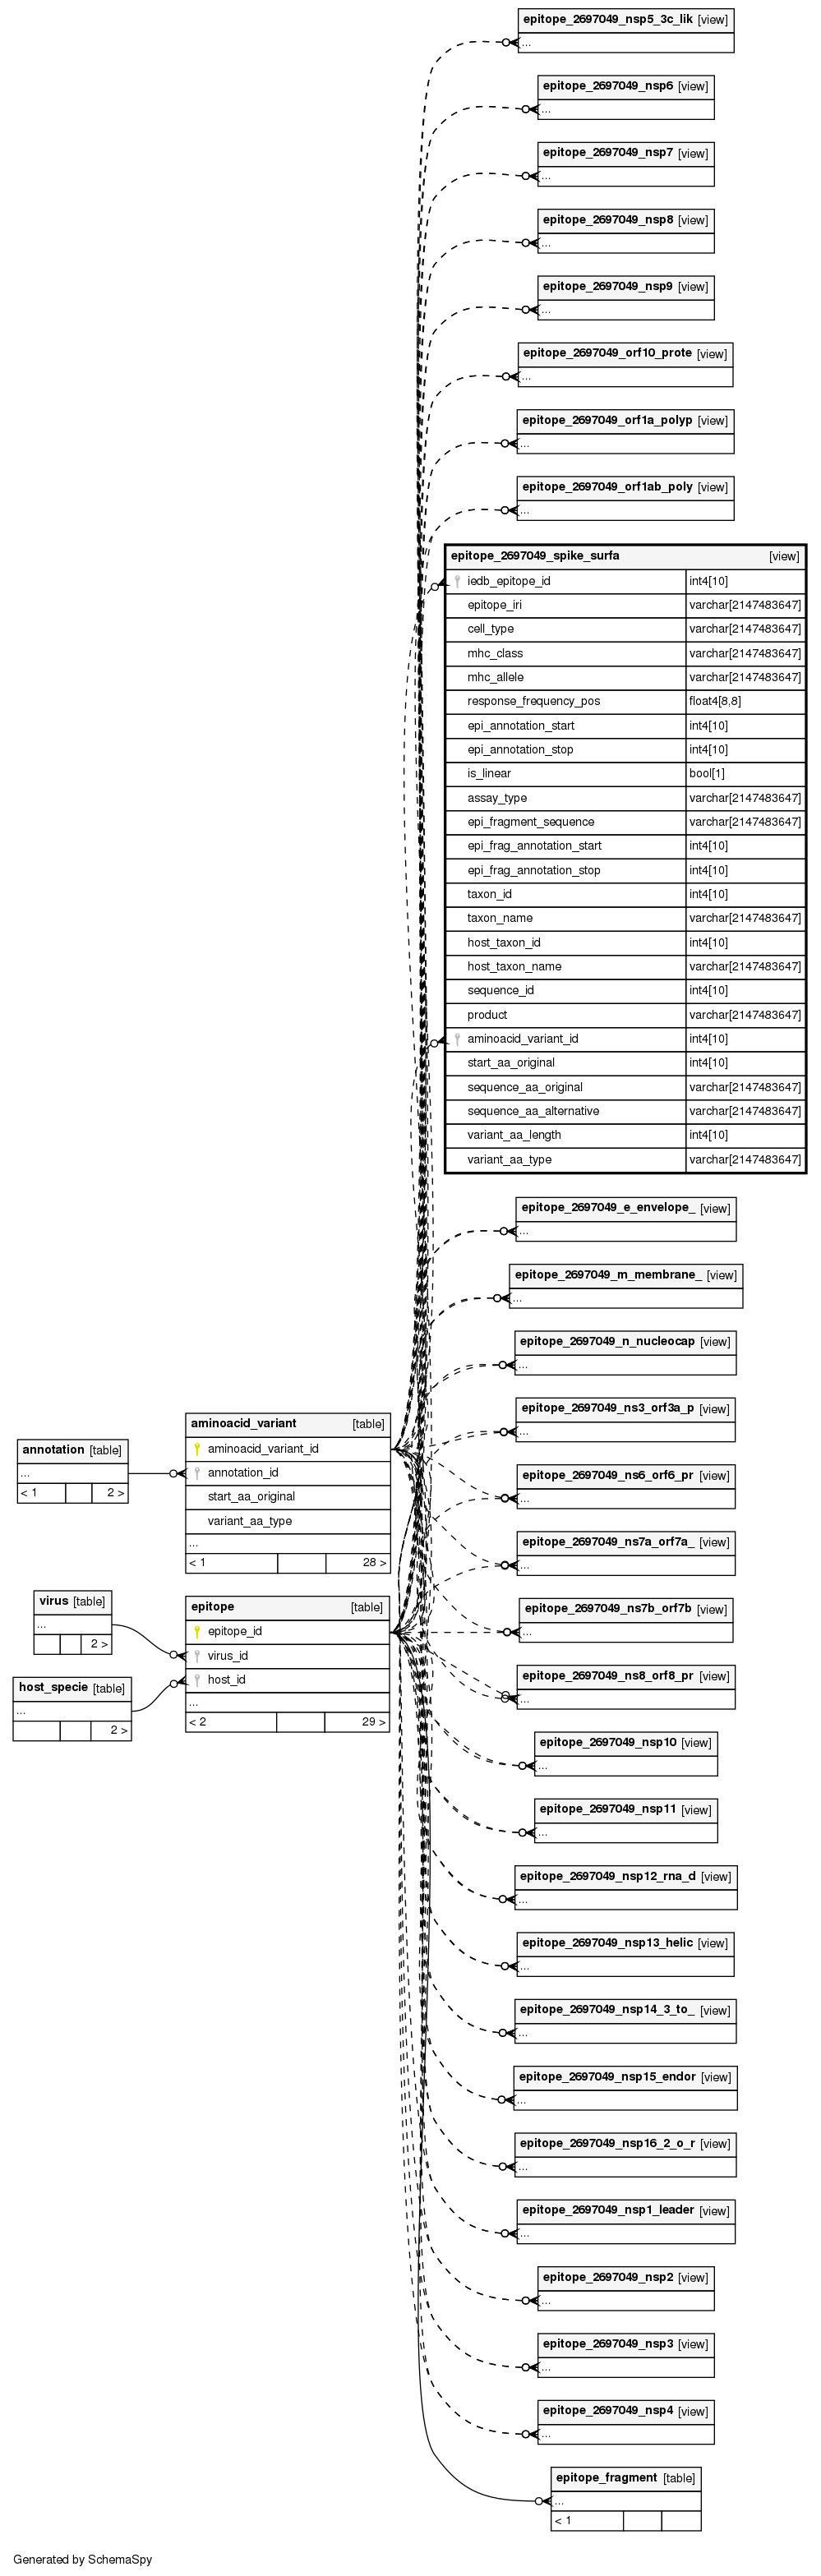 epitope_2697049_nsp5_3c_lik [view]
...
epitope_2697049_nsp6 [view]
...
epitope_2697049_nsp7 [view]
...
epitope_2697049_nsp8 [view]
...
epitope_2697049_nsp9 [view]
...
epitope_2697049_orf10_prote [view]
...
epitope_2697049_orf1a_polyp [view]
...
epitope_2697049_orf1ab_poly [view]
...
epitope_2697049_spike_surfa [view]
iedb_epitope_id int4[10]
epitope_iri varchar[2147483647]
cell_type varchar[2147483647]
mhc_class varchar[2147483647]
mhc_allele varchar[2147483647]
response_frequency_pos float4[8,8]
epi_annotation_start int4[10]
epi_annotation_stop int4[10]
is_linear bool[1]
assay_type varchar[2147483647]
epi_fragment_sequence varchar[2147483647]
epi_frag_annotation_start int4[10]
epi_frag_annotation_stop int4[10]
taxon_id int4[10]
taxon_name varchar[2147483647]
host_taxon_id int4[10]
host_taxon_name varchar[2147483647]
sequence_id int4[10]
product varchar[2147483647]
aminoacid_variant_id int4[10]
start_aa_original int4[10]
sequence_aa_original varchar[2147483647]
sequence_aa_alternative varchar[2147483647]
variant_aa_length int4[10]
variant_aa_type varchar[2147483647]
epitope_2697049_e_envelope_ [view]
...
epitope_2697049_m_membrane_ [view]
...
epitope_2697049_n_nucleocap [view]
...
epitope_2697049_ns3_orf3a_p [view]
...
epitope_2697049_ns6_orf6_pr [view]
...
epitope_2697049_ns7a_orf7a_ [view]
...
epitope_2697049_ns7b_orf7b [view]
...
epitope_2697049_ns8_orf8_pr [view]
...
epitope_2697049_nsp10 [view]
...
epitope_2697049_nsp11 [view]
...
epitope_2697049_nsp12_rna_d [view]
...
epitope_2697049_nsp13_helic [view]
...
epitope_2697049_nsp14_3_to_ [view]
...
epitope_2697049_nsp15_endor [view]
...
epitope_2697049_nsp16_2_o_r [view]
...
epitope_2697049_nsp1_leader [view]
...
epitope_2697049_nsp2 [view]
...
epitope_2697049_nsp3 [view]
...
epitope_2697049_nsp4 [view]
...
epitope_fragment [table]
...
< 1
aminoacid_variant [table]
aminoacid_variant_id
annotation_id
start_aa_original
variant_aa_type
...
< 1 28 >
annotation [table]
...
< 1 2 >
epitope [table]
epitope_id
virus_id
host_id
...
< 2 29 >
virus [table]
...
2 >
host_specie [table]
...
2 >
Generated by SchemaSpy